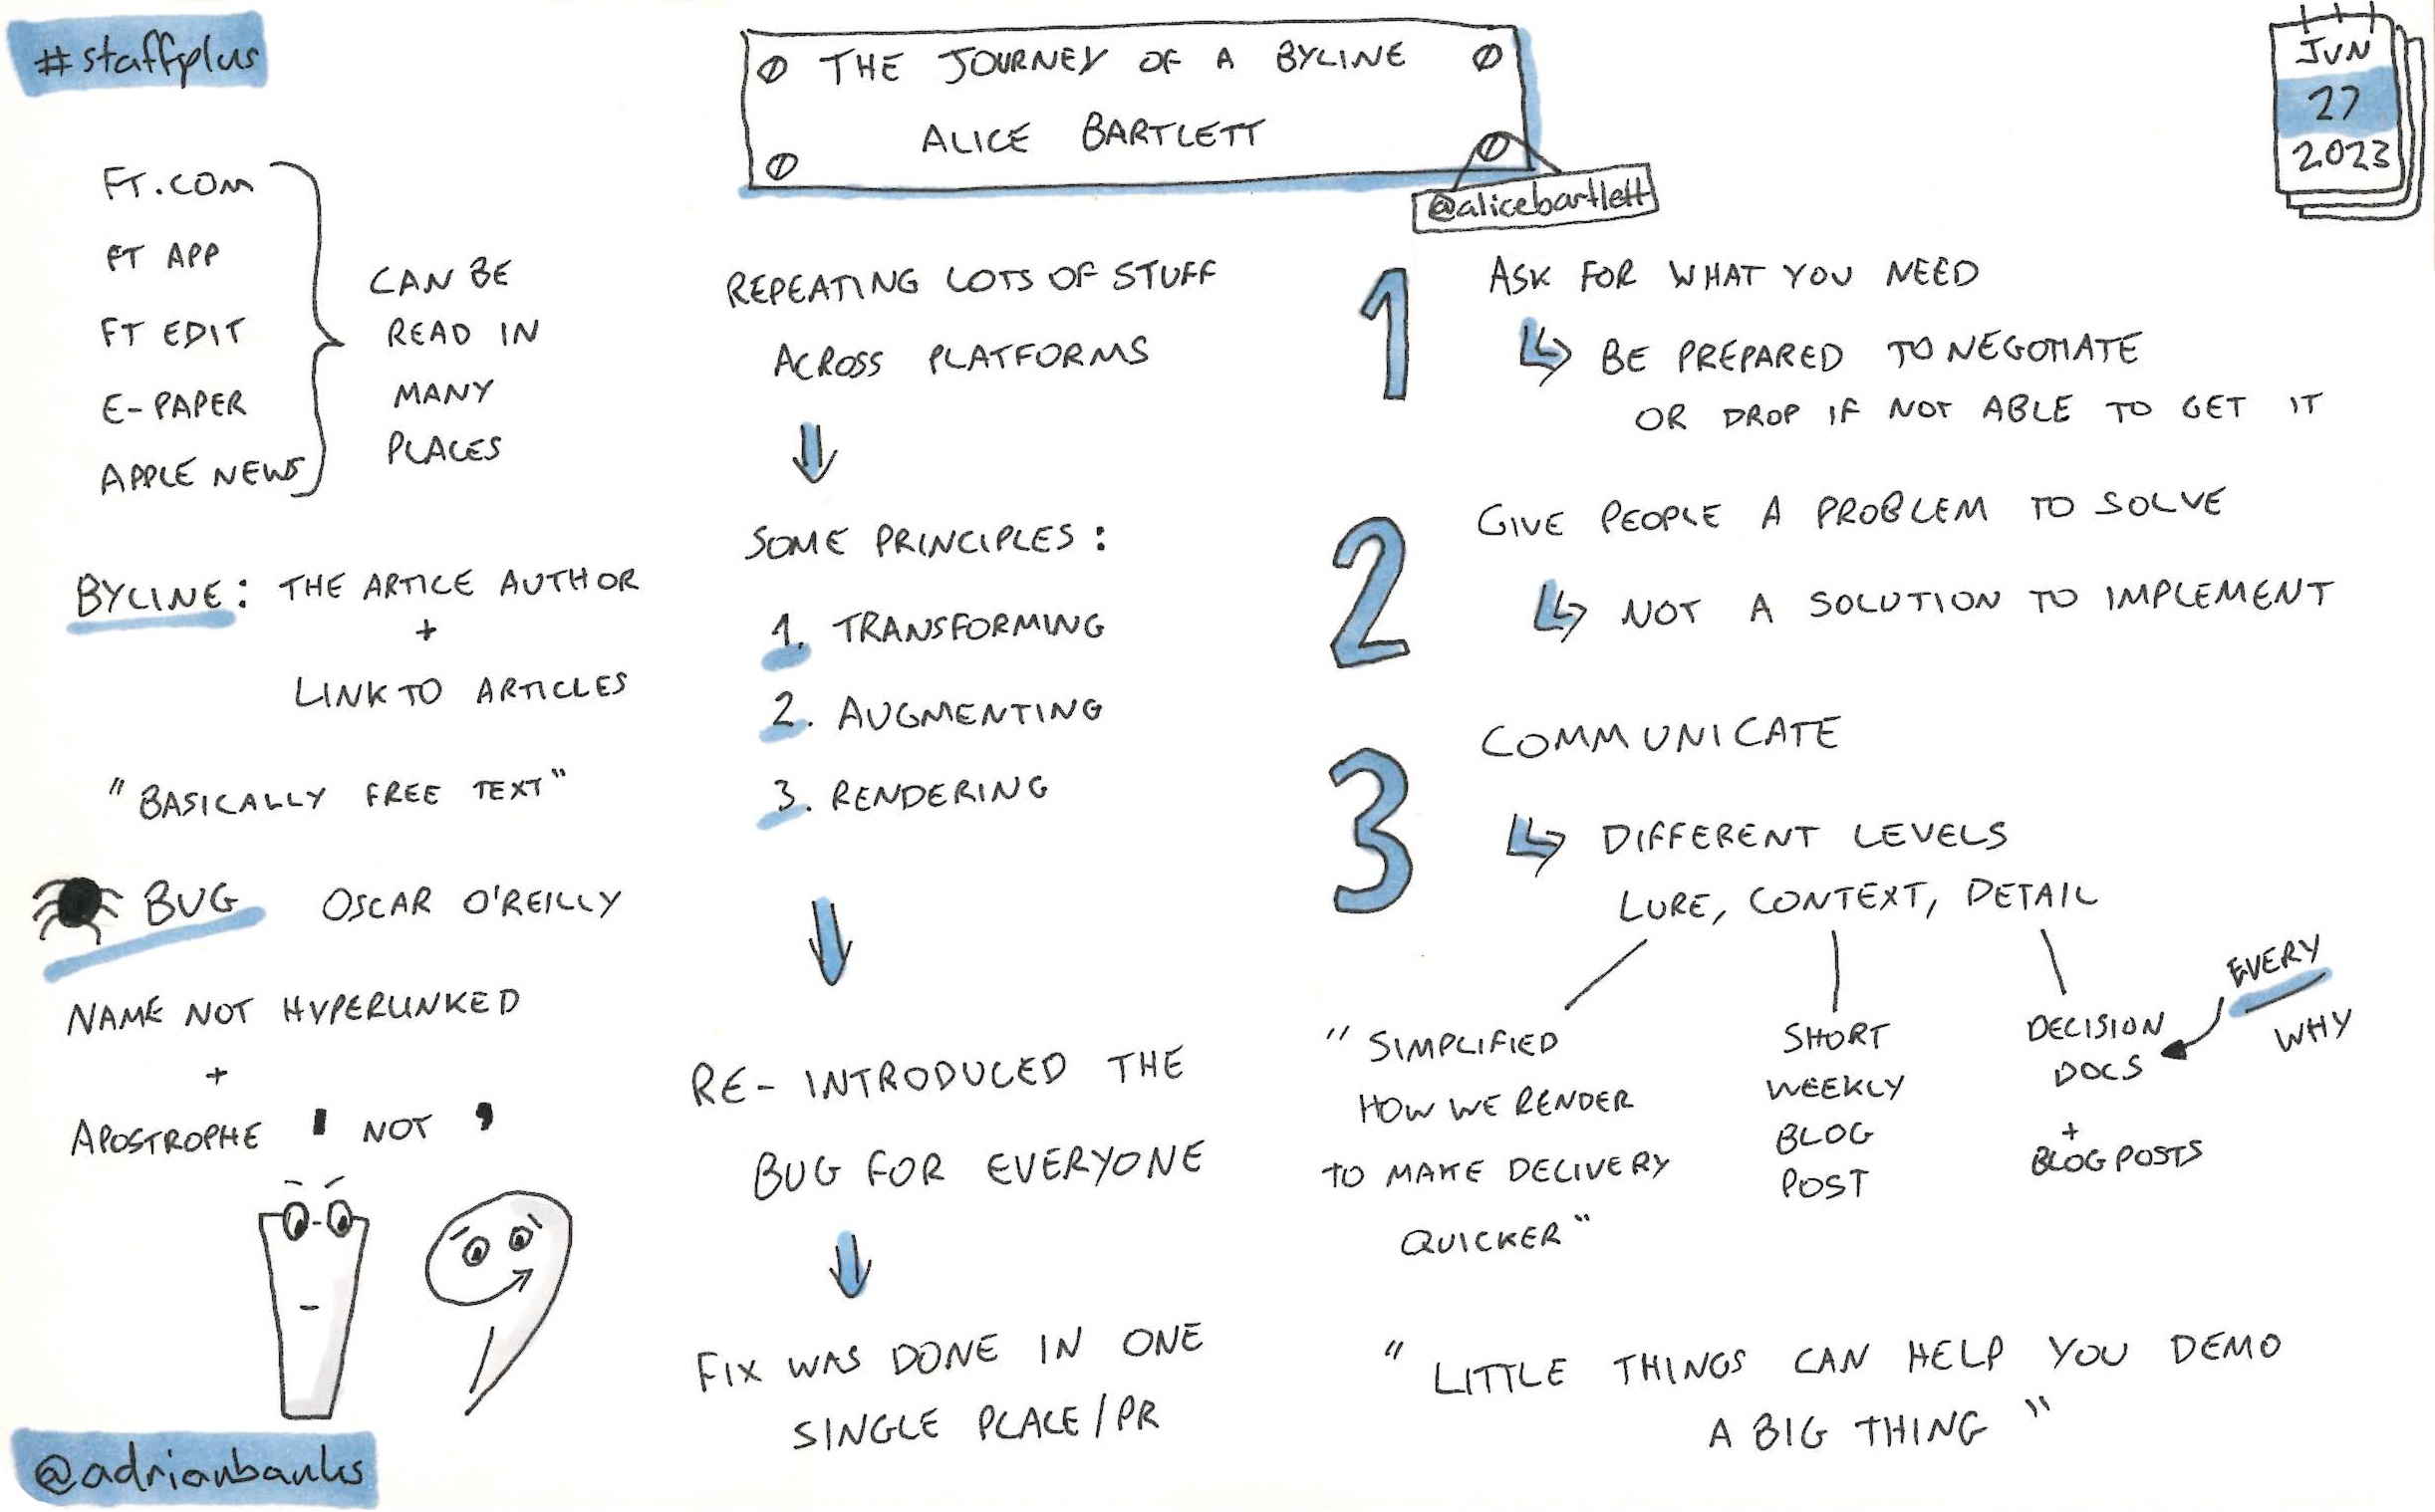 #staffplus
THE JOURNEY OF A BYLINE
ALICE BARTLETT
@alicebartlett
JUN
27
2023
FT.COM
FT APP
FT EDIT
E-PAPER
APPLE NEWS
CAN BE
READ IN
MANY
PLACES
BYLINE: THE ARTICE AUTHOR
+
LINK TO ARTICLES
"BASICALLY FREE TEXT"
BUG OSCAR O'REILLY
NAME NOT HYPERLINKED
+
APOSTROPHE ' NOT ’
@adrianbanks
REPEATING LOTS OF STUFF
ACROSS PLATFORMS
SOME PRINCIPLES:
1. TRANSFORMING
2. AUGMENTING
3. RENDERING
RE-INTRODUCED THE
BUG FOR EVERYONE
FIX WAS DONE IN ONE
SINGLE PLACE/PR
1 ASK FOR WHAT YOU NEED
BE PREPARED TO NEGOTIATE
OR DROP IF NOT ABLE TO GET IT
2 GIVE PEOPLE A PROBLEM TO SOLVE
NOT A SOLUTION TO IMPLEMENT
3 COMMUNICATE
DIFFERENT LEVELS
LURE, CONTEXT, DETAIL
"SIMPLIFIED
HOW WE RENDER
TO MAKE DELIVERY
QUICKER"
SHORT
WEEKLY
BLOG
POST
DECISION
DOCS
+
BLOG POSTS
EVERY
WHY
"LITTLE THINGS CAN HELP YOU DEMO
A BIG THING"